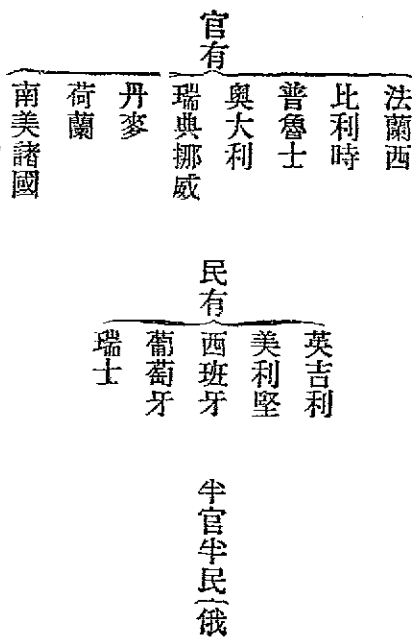 官有
法蘭西
比利時
普魯士
奧大利
瑞典挪威
丹麥
荷蘭
南美諸國
民有
英吉利
美利堅
西班牙
葡萄牙
瑞士
半官半民
俄